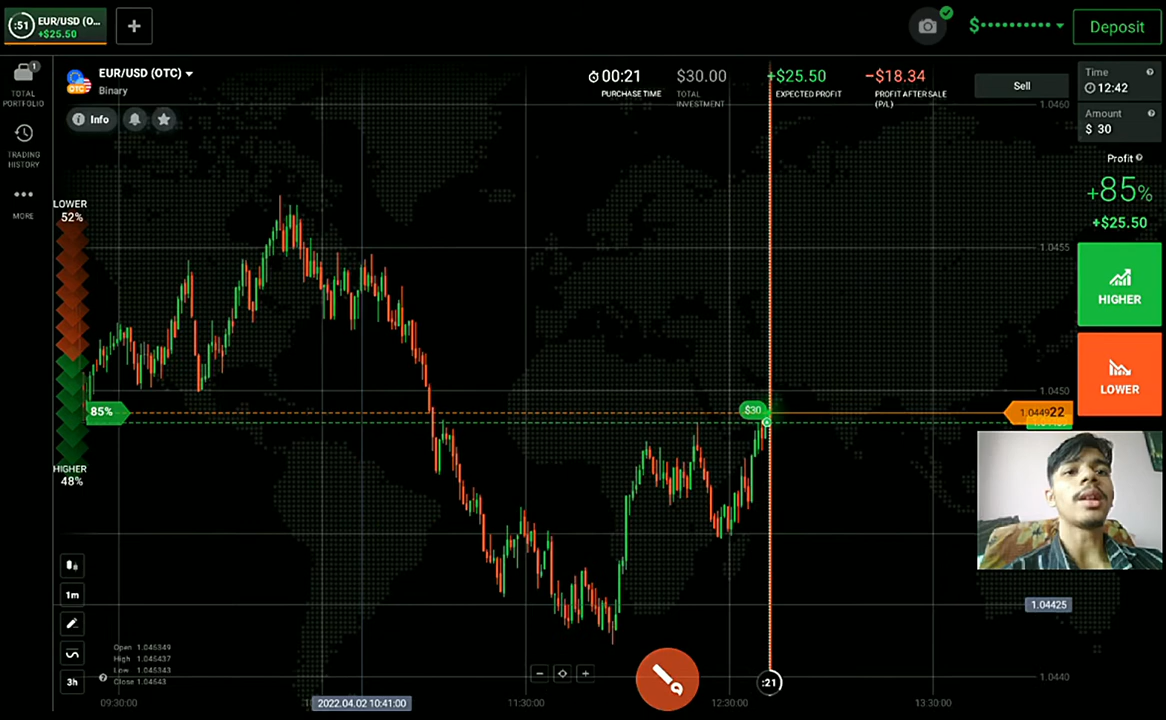 :51
EUR/USD (O...
+$25.50
+
$••••••••••
Deposit
1
TOTAL
PORTFOLIO
TRADING
HISTORY
MORE
OTC
EUR/USD (OTC)
Binary
Info
00:21
PURCHASE TIME
$30.00
TOTAL
INVESTMENT
+$25.50
EXPECTED PROFIT
−$18.34
PROFIT AFTER SALE
(P/L)
Sell
Time
12:42
Amount
$ 30
Profit
+85%
+$25.50
HIGHER
LOWER
LOWER
52%
85%
HIGHER
48%
$30
1.0460
1.0455
1.0450
1.044922
1.04425
1.0440
1m
3h
Open 1.045349
High 1.045437
Low 1.045343
Close 1.04543
:21
09:30:00
2022.04.02 10:41:00
11:30:00
12:30:00
13:30:00